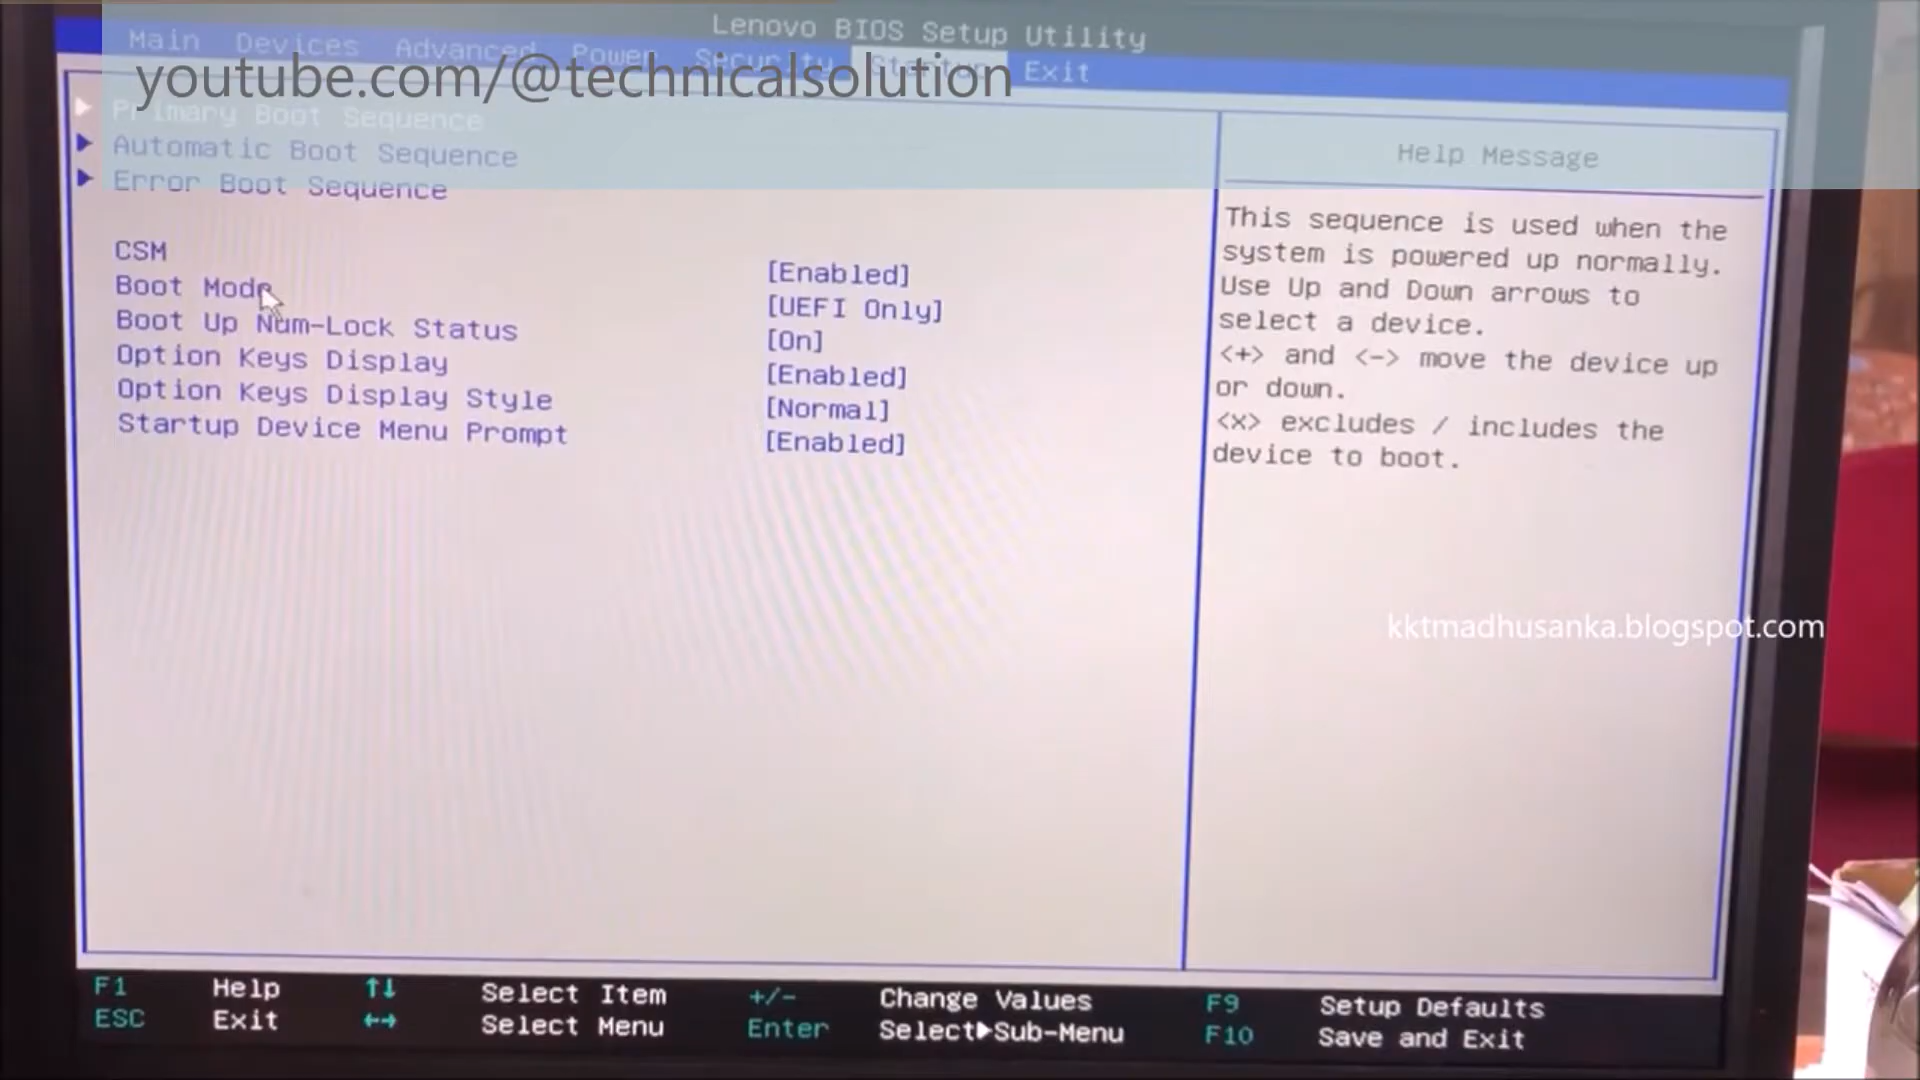 Lenovo BIOS Setup Utility
Main Devices Advanced Power Security Startup Exit
youtube.com/@technicalsolution
Primary Boot Sequence
Automatic Boot Sequence
Error Boot Sequence
CSM [Enabled]
Boot Mode [UEFI Only]
Boot Up Num-Lock Status [On]
Option Keys Display [Enabled]
Option Keys Display Style [Normal]
Startup Device Menu Prompt [Enabled]
Help Message
This sequence is used when the
system is powered up normally.
Use Up and Down arrows to
select a device.
<+> and <-> move the device up
or down.
<x> excludes / includes the
device to boot.
kktmadhusanka.blogspot.com
F1 Help ↑↓ Select Item +/- Change Values F9 Setup Defaults
ESC Exit ←→ Select Menu Enter Select▶Sub-Menu F10 Save and Exit